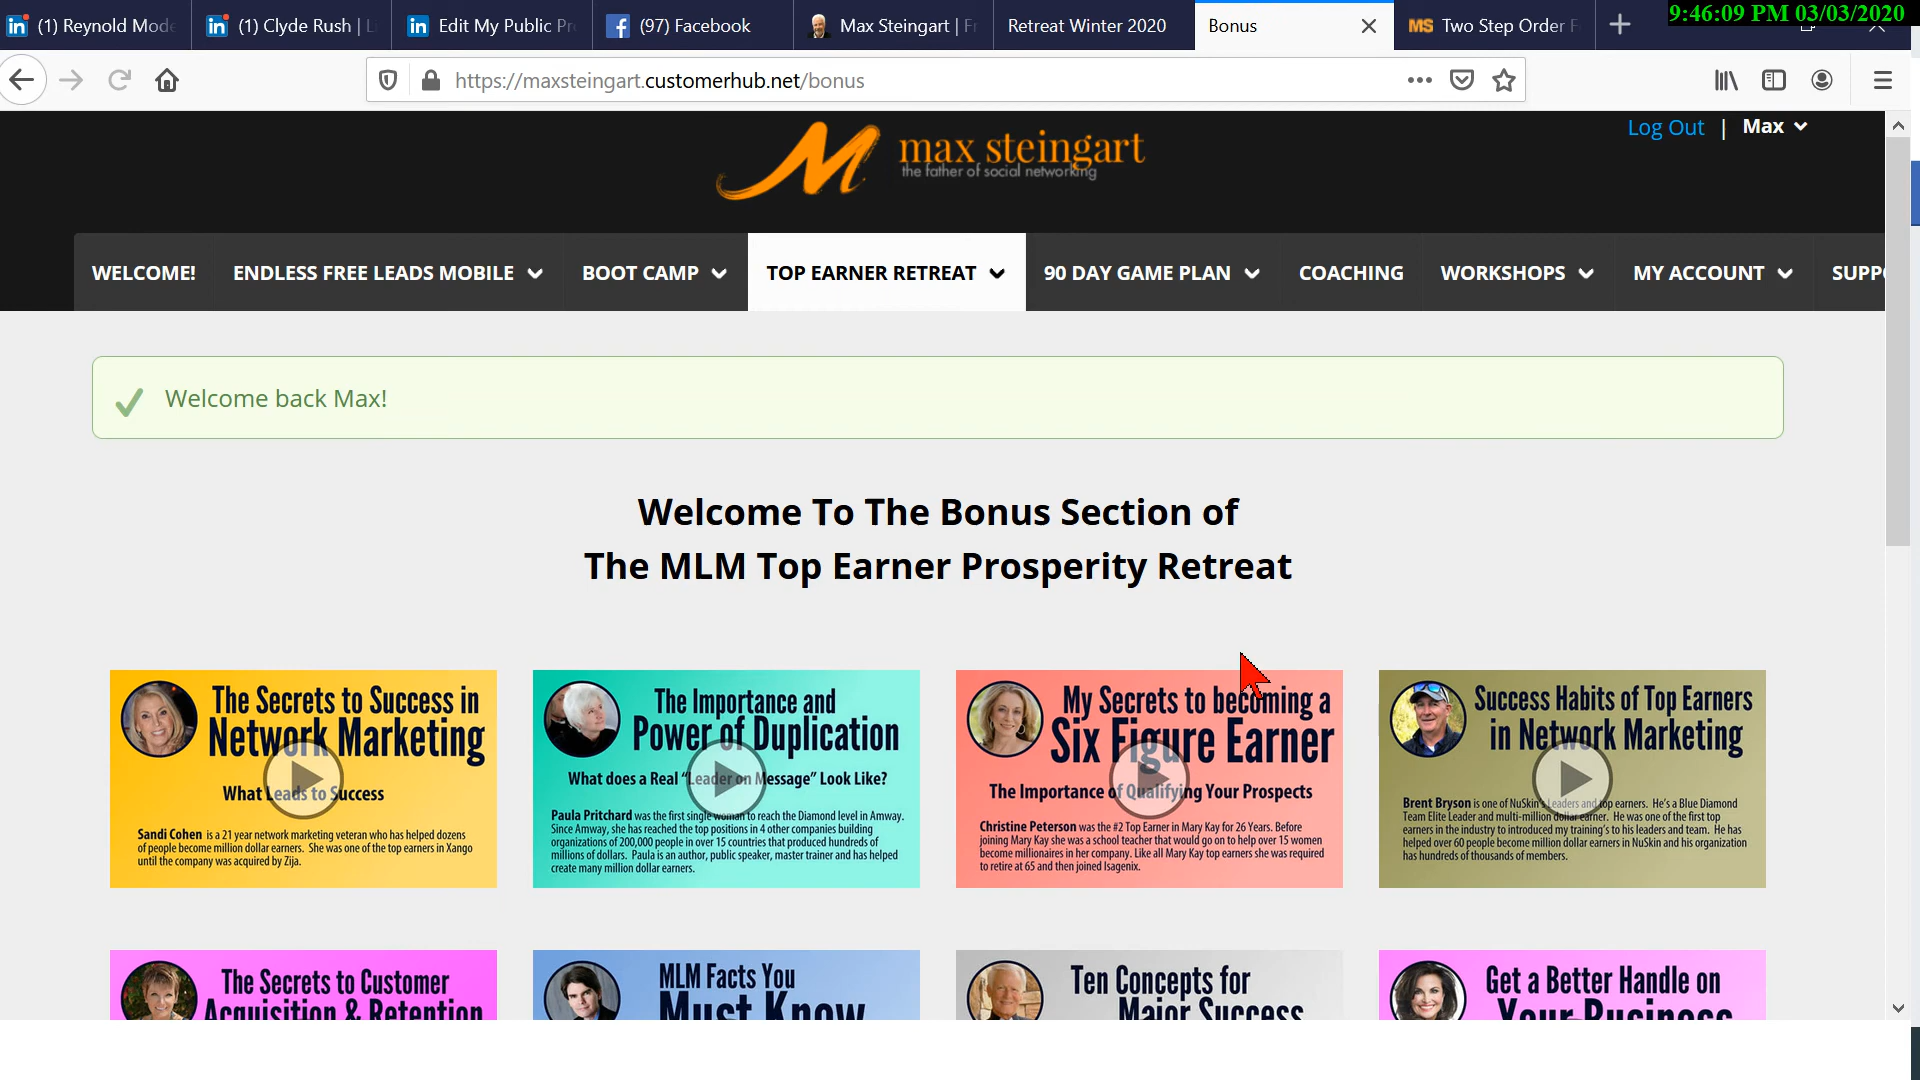 (1) Reynold Mode
(1) Clyde Rush | L
Edit My Public Pr
(97) Facebook
Max Steingart | Fr
Retreat Winter 2020
Bonus
MS Two Step Order F
9:46:09 PM 03/03/2020
https://maxsteingart.customerhub.net/bonus
Log Out | Max
M max steingart
the father of social networking
WELCOME!
ENDLESS FREE LEADS MOBILE
BOOT CAMP
TOP EARNER RETREAT
90 DAY GAME PLAN
COACHING
WORKSHOPS
MY ACCOUNT
SUPPO
Welcome back Max!
Welcome To The Bonus Section of
The MLM Top Earner Prosperity Retreat
The Secrets to Success in
Network Marketing
What Leads to Success
Sandi Cohen is a 21 year network marketing veteran who has helped dozens
of people become million dollar earners. She was one of the top earners in Xango
until the company was acquired by Zija.
The Importance and
Power of Duplication
What does a Real "Leader on Message" Look Like?
Paula Pritchard was the first single woman to reach the Diamond level in Amway.
Since Amway, she has reached the top positions in 4 other companies building
organizations of 200,000 people in over 15 countries that produced hundreds of
millions of dollars. Paula is an author, public speaker, master trainer and has helped
create many million dollar earners.
My Secrets to becoming a
Six Figure Earner
The Importance of Qualifying Your Prospects
Christine Peterson was the #2 Top Earner in Mary Kay for 26 Years. Before
joining Mary Kay she was a school teacher that would go on to help over 15 women
become millionaires in her company. Like all Mary Kay top earners she was required
to retire at 65 and then joined Isagenix.
Success Habits of Top Earners
in Network Marketing
Brent Bryson is one of NuSkin's Leaders and top earners. He's a Blue Diamond
Team Elite Leader and multi-million dollar earner. He was one of the first top
earners in the industry to introduced my training's to his leaders and team. He has
helped over 60 people become million dollar earners in NuSkin and his organization
has hundreds of thousands of members.
The Secrets to Customer
Acquisition & Retention
MLM Facts You
Must Know
Ten Concepts for
Major Success
Get a Better Handle on
Your Business